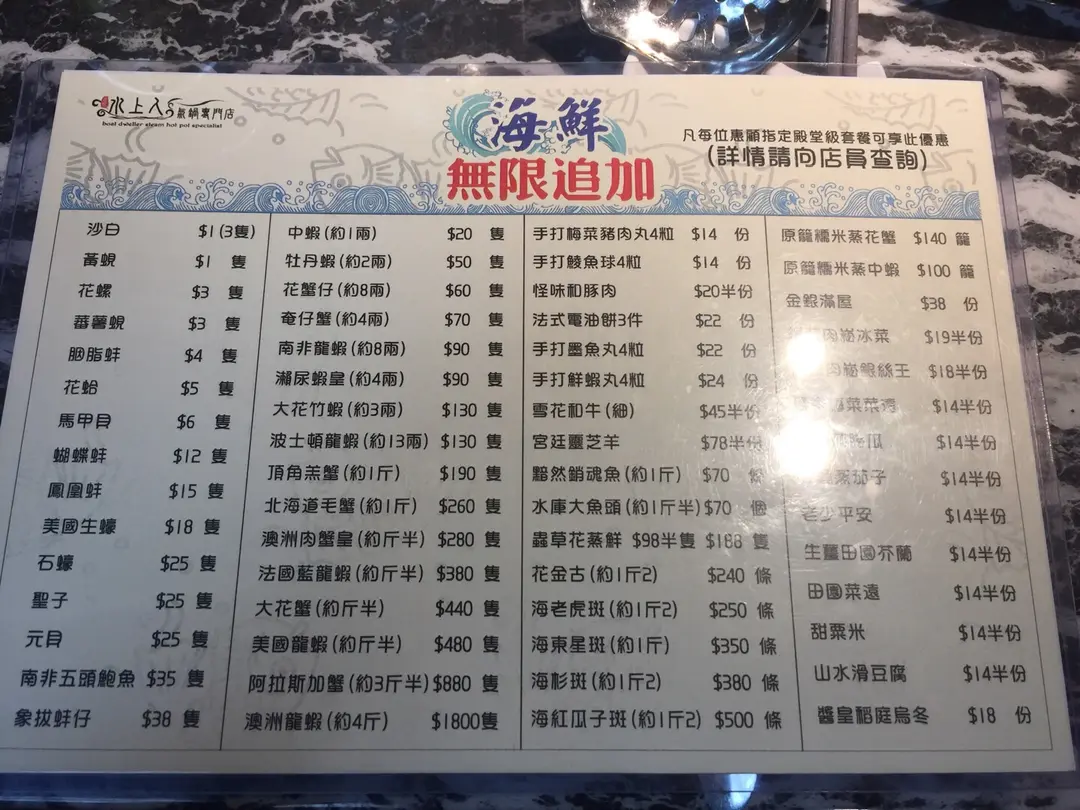 水上人蒸鍋專門店
boat dweller steam hot pot specialist
海鮮
無限追加
凡每位惠顧指定殿堂級套餐可享此優惠
(詳情請向店員查詢)
沙白 $1(3隻)
黃蜆 $1 隻
花螺 $3 隻
蕃薯蜆 $3 隻
胭脂蚌 $4 隻
花蛤 $5 隻
馬甲貝 $6 隻
蝴蝶蚌 $12 隻
鳳凰蚌 $15 隻
美國生蠔 $18 隻
石蠔 $25 隻
聖子 $25 隻
元貝 $25 隻
南非五頭鮑魚 $35 隻
象拔蚌仔 $38 隻
中蝦(約1兩) $20 隻
牡丹蝦(約2兩) $50 隻
花蟹仔(約8兩) $60 隻
奄仔蟹(約4兩) $70 隻
南非龍蝦(約8兩) $90 隻
瀨尿蝦皇(約4兩) $90 隻
大花竹蝦(約3兩) $130 隻
波士頓龍蝦(約13兩) $130 隻
頂角羔蟹(約1斤) $190 隻
北海道毛蟹(約1斤) $260 隻
澳洲肉蟹皇(約斤半) $280 隻
法國藍龍蝦(約斤半) $380 隻
大花蟹(約斤半) $440 隻
美國龍蝦(約斤半) $480 隻
阿拉斯加蟹(約3斤半) $880 隻
澳洲龍蝦(約4斤) $1800隻
手打梅菜豬肉丸4粒 $14 份
手打鯪魚球4粒 $14 份
怪味和豚肉 $20半份
法式電油餅3件 $22 份
手打墨魚丸4粒 $22 份
手打鮮蝦丸4粒 $24 份
雪花和牛(細) $45半份
宮廷靈芝羊 $78半份
黯然銷魂魚(約1斤) $70 條
水庫大魚頭(約1斤半) $70 個
蟲草花蒸鮮 $98半隻 $188 隻
花金古(約1斤2) $240 條
海老虎斑(約1斤2) $250 條
海東星斑(約1斤) $350 條
海杉斑(約1斤2) $380 條
海紅瓜子斑(約1斤2) $500 條
原籠糯米蒸花蟹 $140 籠
原籠糯米蒸中蝦 $100 籠
金銀滿屋 $38 份
肉崧冰菜 $19半份
肉崧銀絲王 $18半份
菜菜遠 $14半份
瓜 $14半份
蒸茄子 $14半份
老少平安 $14半份
生薑田園芥蘭 $14半份
田園菜遠 $14半份
甜粟米 $14半份
山水滑豆腐 $14半份
醬皇稻庭烏冬 $18 份